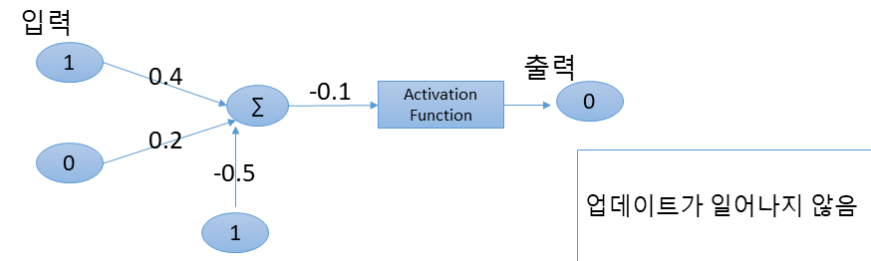 입력
1
0.4
0
0.2
∑
-0.5
1
-0.1
Activation
Function
출력
0
업데이트가 일어나지 않음